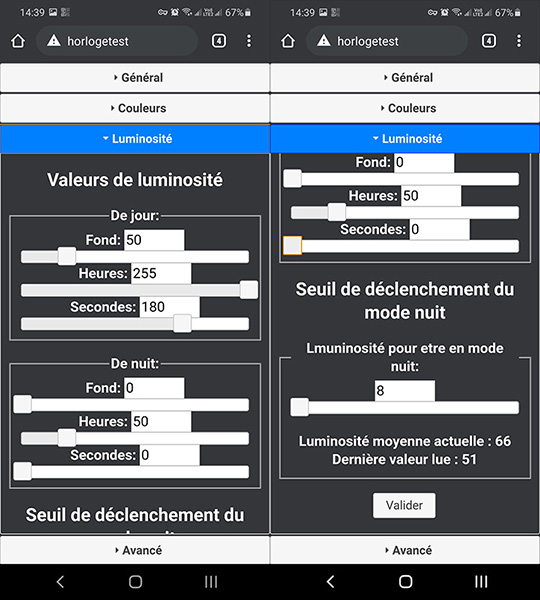 14:39 67%
horlogetest 4
Général
Couleurs
Luminosité
Valeurs de luminosité
De jour:
Fond: 50
Heures: 255
Secondes: 180
De nuit:
Fond: 0
Heures: 50
Secondes: 0
Seuil de déclenchement du
Avancé
14:39 67%
horlogetest 4
Général
Couleurs
Luminosité
Fond: 0
Heures: 50
Secondes: 0
Seuil de déclenchement du
mode nuit
Lmuninosité pour etre en mode
nuit:
8
Luminosité moyenne actuelle : 66
Dernière valeur lue : 51
Valider
Avancé